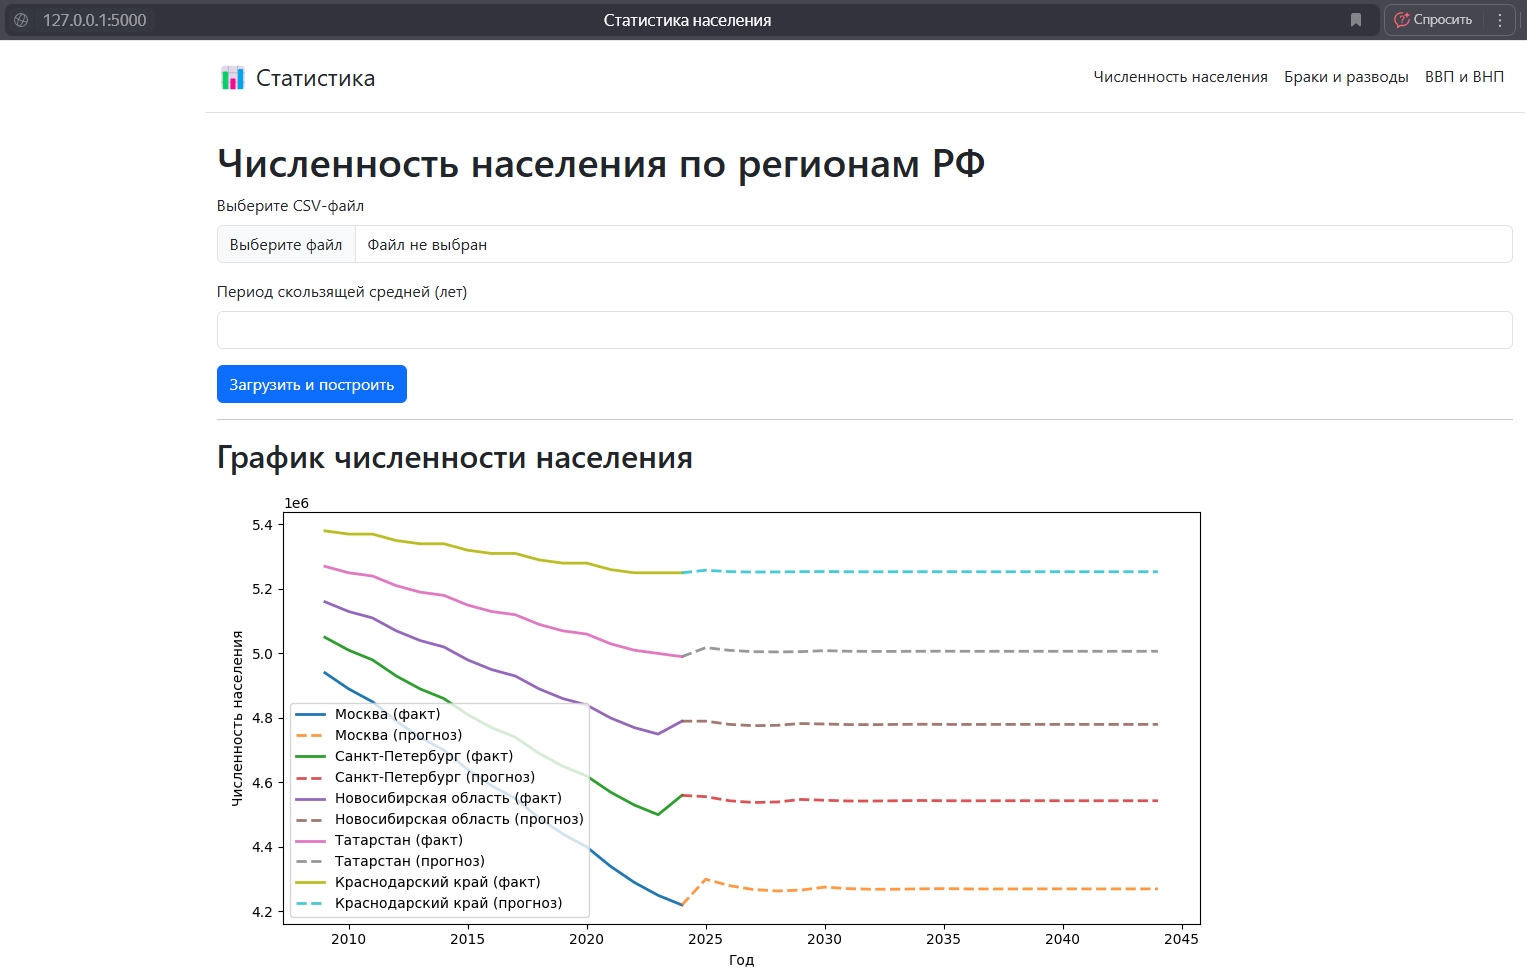 127.0.0.1:5000
Статистика населения
Спросить
Статистика
Численность населения
Браки и разводы
ВВП и ВНП
Численность населения по регионам РФ
Выберите CSV-файл
Выберите файл
Файл не выбран
Период скользящей средней (лет)
Загрузить и построить
График численности населения
1e6
5.4
5.2
5.0
4.8
4.6
4.4
4.2
Численность населения
Москва (факт)
Москва (прогноз)
Санкт-Петербург (факт)
Санкт-Петербург (прогноз)
Новосибирская область (факт)
Новосибирская область (прогноз)
Татарстан (факт)
Татарстан (прогноз)
Краснодарский край (факт)
Краснодарский край (прогноз)
2010
2015
2020
2025
2030
2035
2040
2045
Год